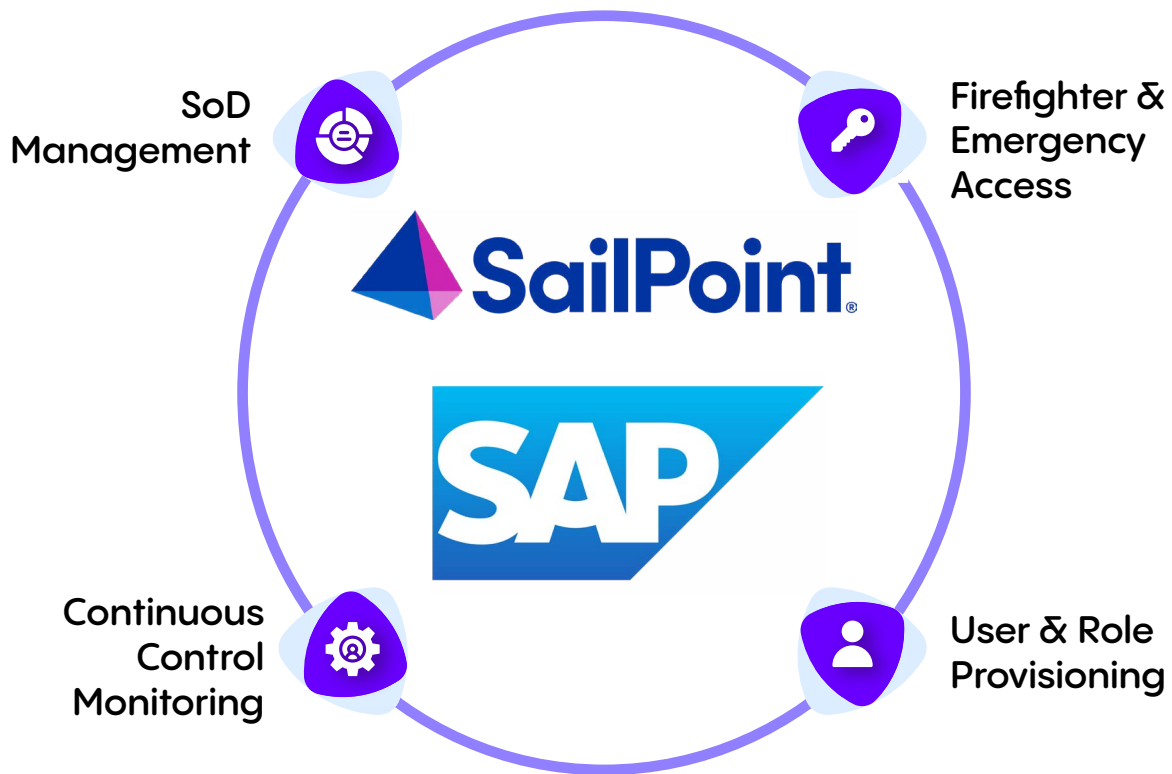 SoD
Management
Firefighter &
Emergency
Access
SailPoint®
SAP
Continuous
Control
Monitoring
User & Role
Provisioning